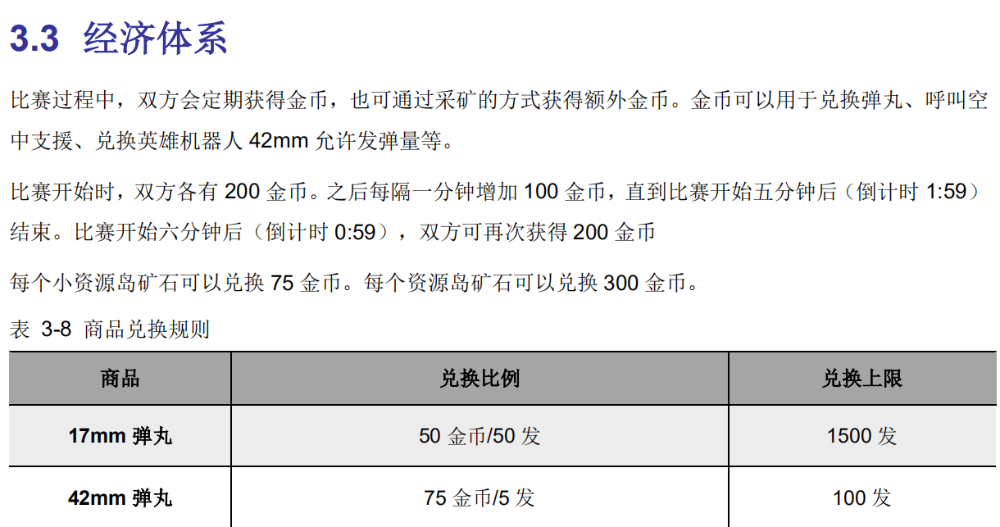 3.3 经济体系
比赛过程中，双方会定期获得金币，也可通过采矿的方式获得额外金币。金币可以用于兑换弹丸、呼叫空
中支援、兑换英雄机器人 42mm 允许发弹量等。
比赛开始时，双方各有 200 金币。之后每隔一分钟增加 100 金币，直到比赛开始五分钟后（倒计时 1:59）
结束。比赛开始六分钟后（倒计时 0:59），双方可再次获得 200 金币
每个小资源岛矿石可以兑换 75 金币。每个资源岛矿石可以兑换 300 金币。
表 3-8 商品兑换规则
商品 兑换比例 兑换上限
17mm 弹丸 50 金币/50 发 1500 发
42mm 弹丸 75 金币/5 发 100 发